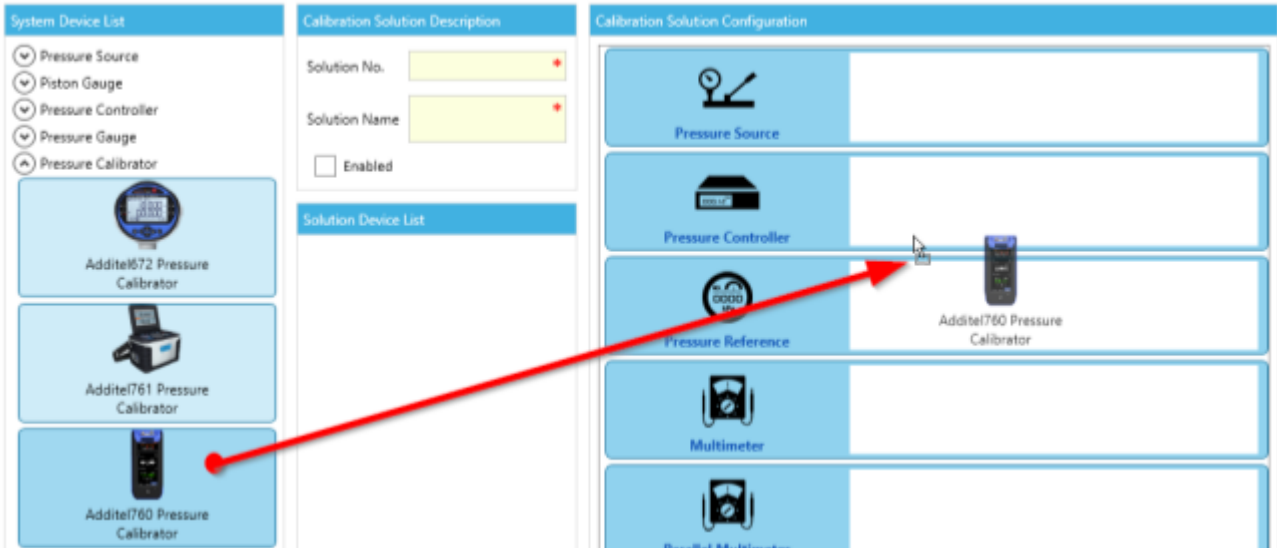 System Device List
Pressure Source
Piston Gauge
Pressure Controller
Pressure Gauge
Pressure Calibrator
Additel672 Pressure
Calibrator
Additel761 Pressure
Calibrator
Additel760 Pressure
Calibrator
Calibration Solution Description
Solution No. *
Solution Name *
Enabled
Solution Device List
Calibration Solution Configuration
Pressure Source
Pressure Controller
Pressure Reference
Additel760 Pressure
Calibrator
Multimeter
Parallel Multimeter